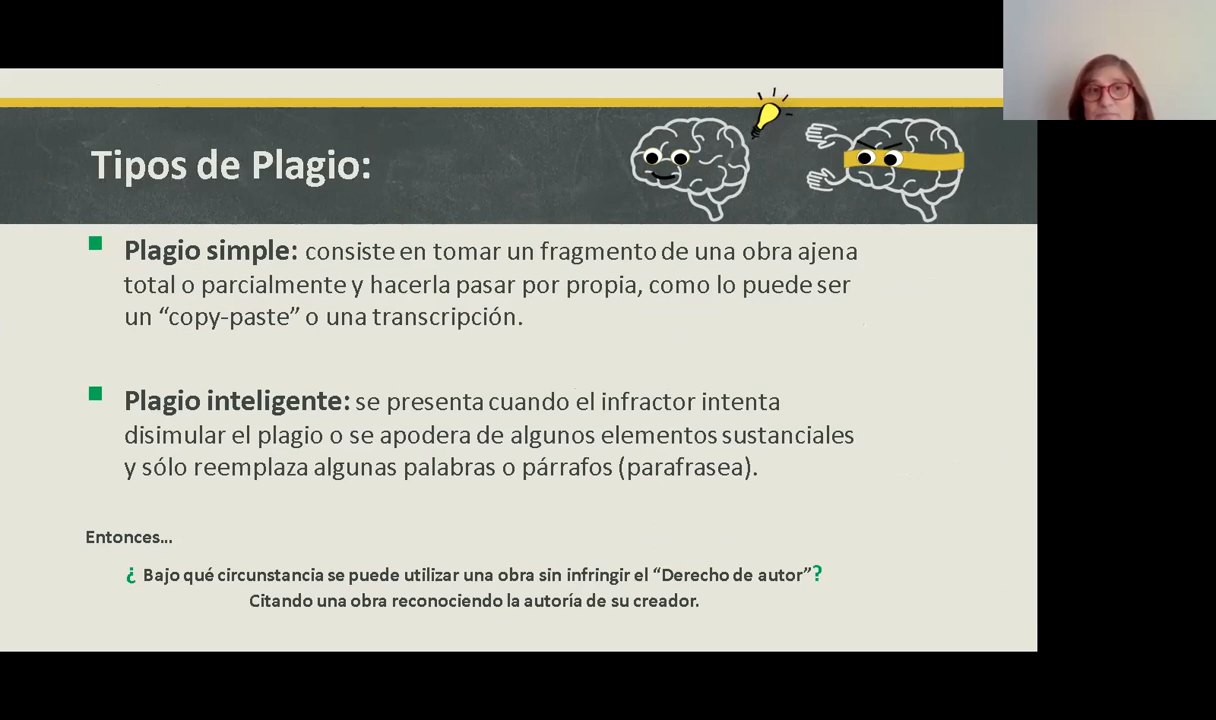 Tipos de Plagio:
Plagio simple: consiste en tomar un fragmento de una obra ajena
total o parcialmente y hacerla pasar por propia, como lo puede ser
un “copy-paste” o una transcripción.
Plagio inteligente: se presenta cuando el infractor intenta
disimular el plagio o se apodera de algunos elementos sustanciales
y sólo reemplaza algunas palabras o párrafos (parafrasea).
Entonces...
¿ Bajo qué circunstancia se puede utilizar una obra sin infringir el “Derecho de autor”?
Citando una obra reconociendo la autoría de su creador.